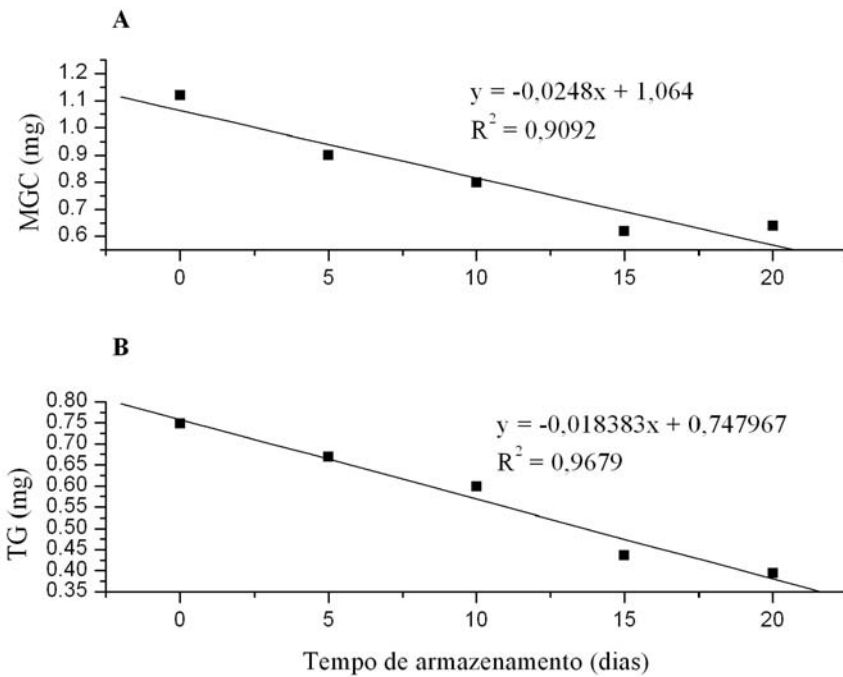 A
MGC (mg)
1.2
1.1
1.0
0.9
0.8
0.7
0.6
y = -0,0248x + 1,064
R² = 0,9092
0 5 10 15 20
B
TG (mg)
0.80
0.75
0.70
0.65
0.60
0.55
0.50
0.45
0.40
0.35
y = -0,018383x + 0,747967
R² = 0,9679
0 5 10 15 20
Tempo de armazenamento (dias)